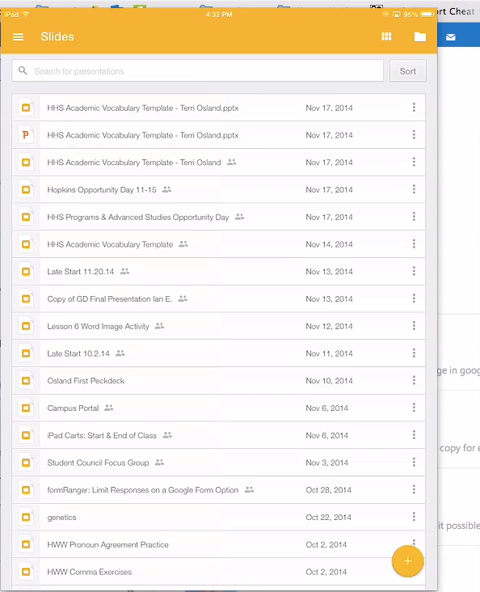 iPad 4:32 PM 85%
ort Cheat
Slides
Search for presentations Sort
HHS Academic Vocabulary Template - Terri Osland.pptx Nov 17, 2014
P HHS Academic Vocabulary Template - Terri Osland.pptx Nov 17, 2014
HHS Academic Vocabulary Template - Terri Osland Nov 17, 2014
Hopkins Opportunity Day 11-15 Nov 17, 2014
HHS Programs & Advanced Studies Opportunity Day Nov 17, 2014
HHS Academic Vocabulary Template Nov 14, 2014
Late Start 11.20.14 Nov 13, 2014
Copy of GD Final Presentation Ian E. Nov 13, 2014
Lesson 6 Word Image Activity Nov 12, 2014
Late Start 10.2.14 Nov 11, 2014
ge in goog
Osland First Peckdeck Nov 10, 2014
Campus Portal Nov 6, 2014
iPad Carts: Start & End of Class Nov 6, 2014
copy for e
Student Council Focus Group Nov 3, 2014
formRanger: Limit Responses on a Google Form Option Oct 28, 2014
genetics Oct 22, 2014
it possible
HWW Pronoun Agreement Practice Oct 2, 2014
HWW Comma Exercises Oct 2, 2014